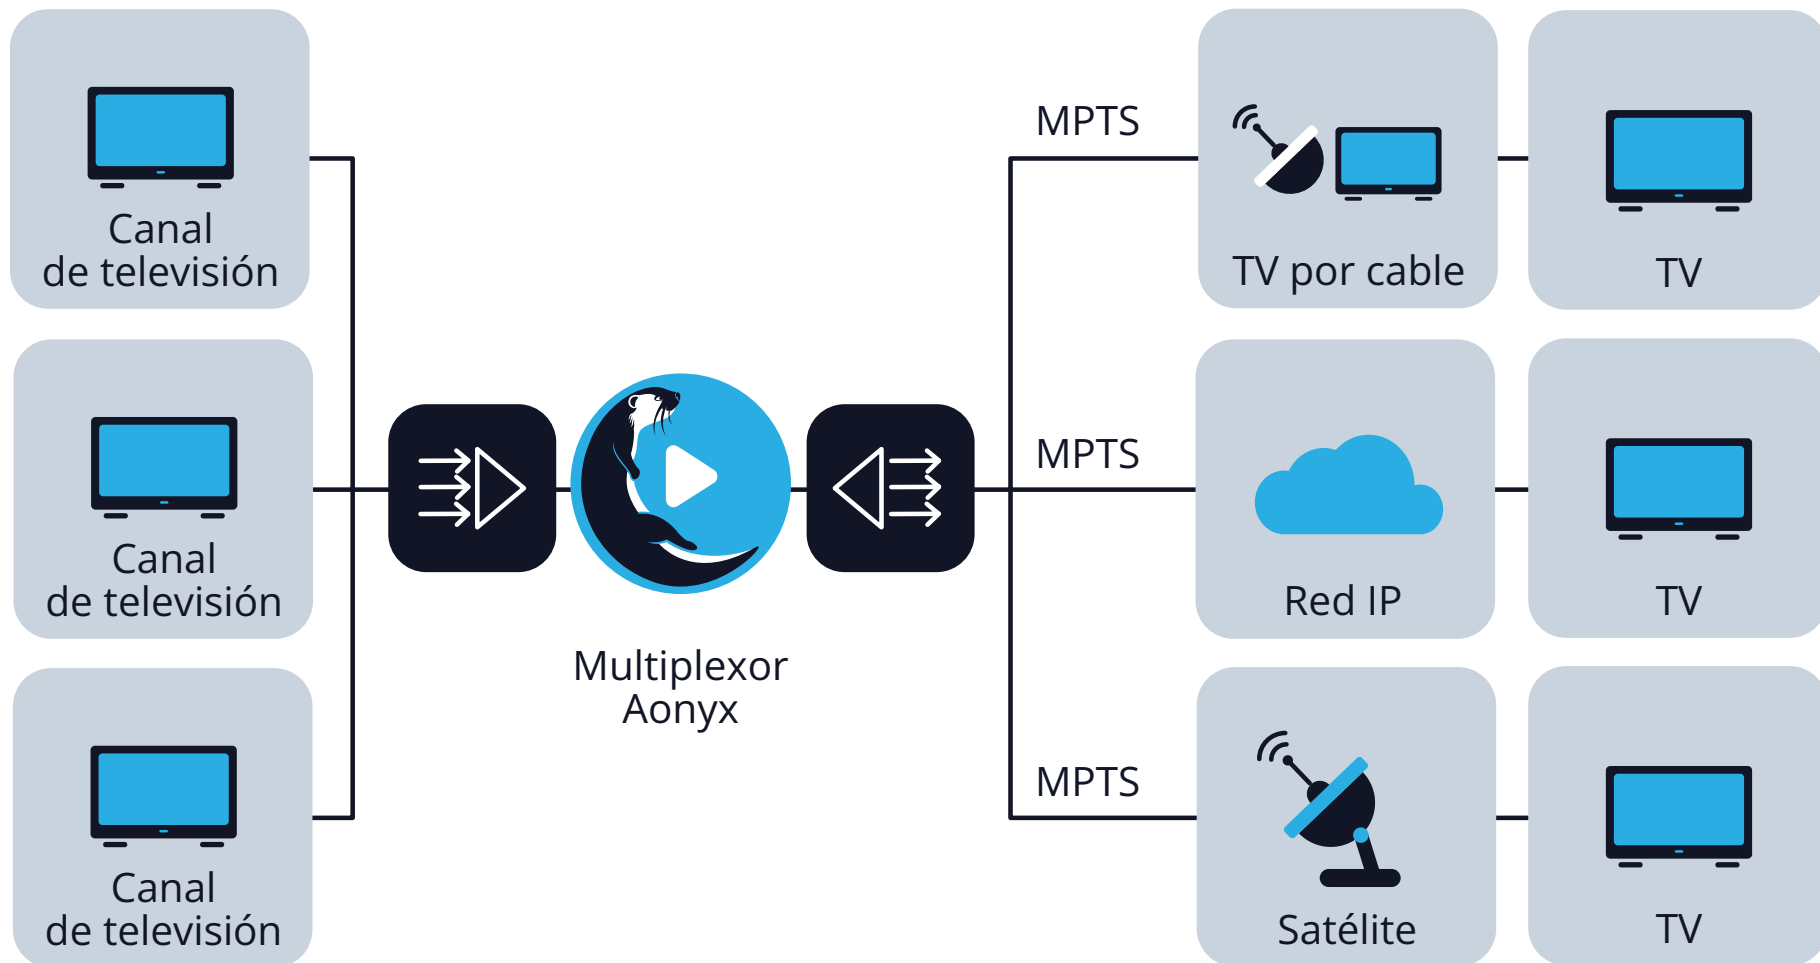 Canal
de televisión
Canal
de televisión
Canal
de televisión
Multiplexor
Aonyx
MPTS
TV por cable
TV
MPTS
Red IP
TV
MPTS
Satélite
TV